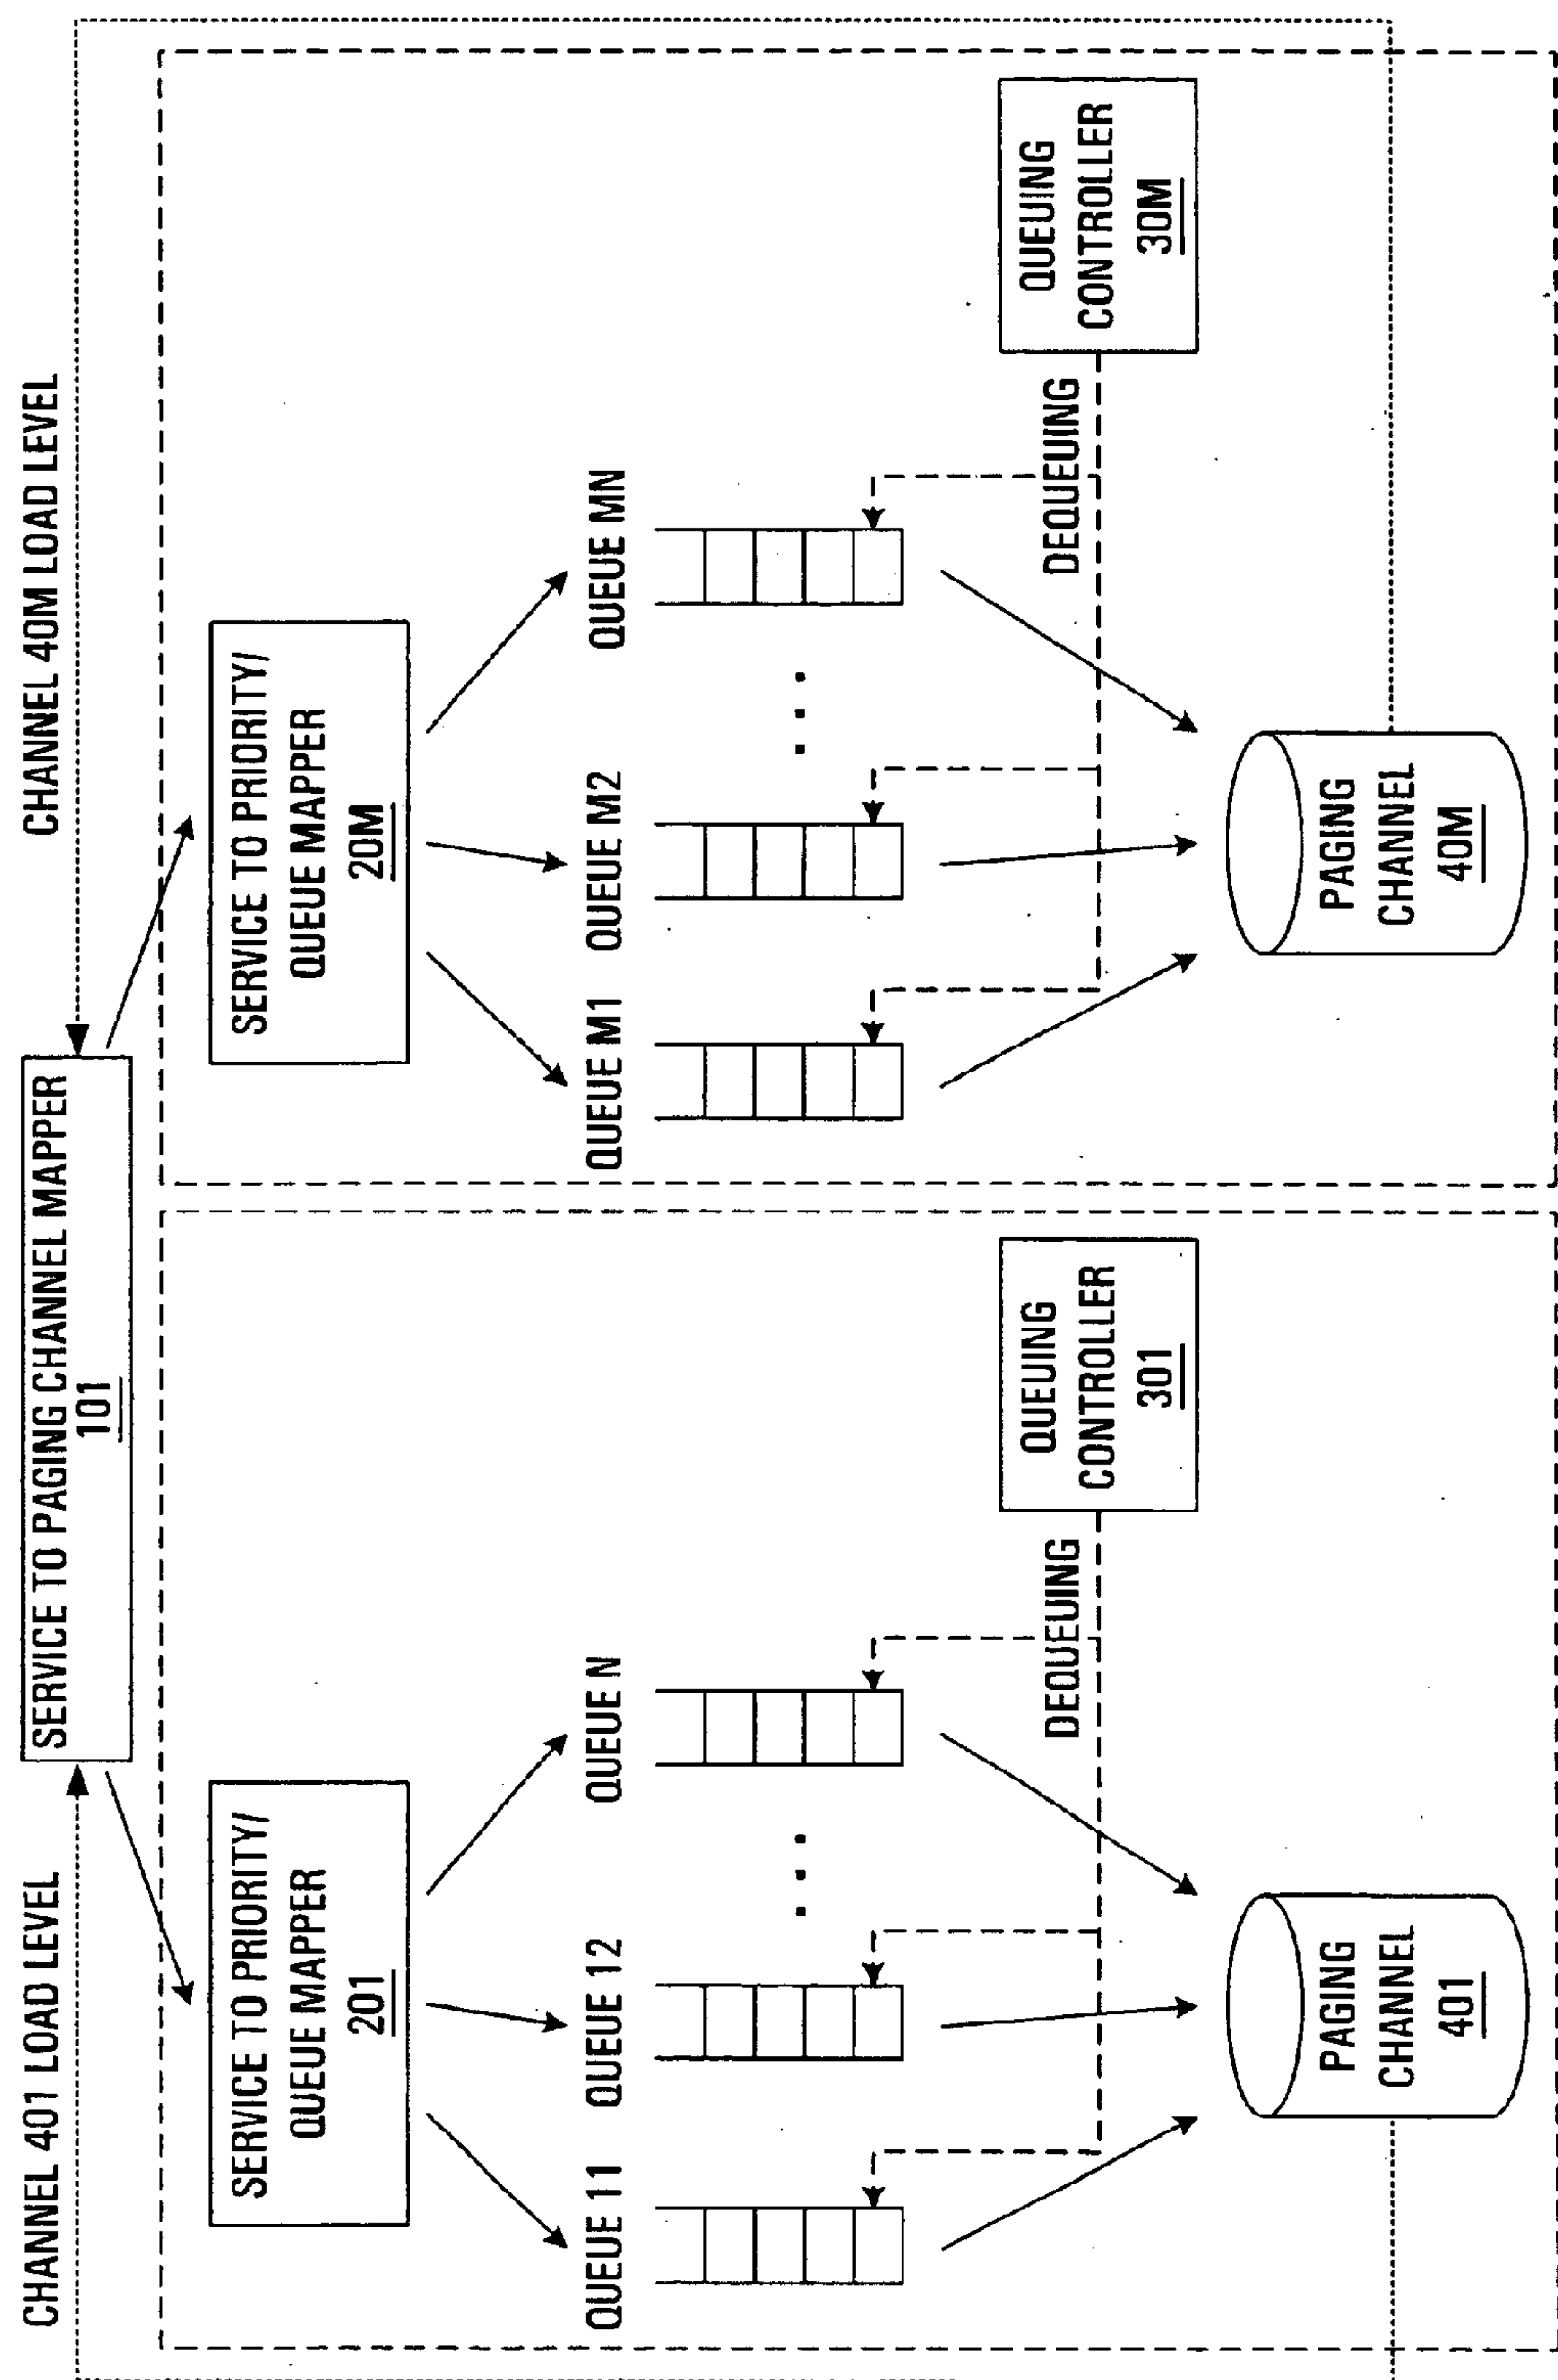 CHANNEL 401 LOAD LEVEL
SERVICE TO PAGING CHANNEL MAPPER
101
CHANNEL 40M LOAD LEVEL
SERVICE TO PRIORITY/
QUEUE MAPPER
201
QUEUE 11
QUEUE 12
QUEUE N
. . .
DEQUEUING
QUEUING
CONTROLLER
301
PAGING
CHANNEL
401
SERVICE TO PRIORITY/
QUEUE MAPPER
20M
QUEUE M1
QUEUE M2
QUEUE MN
. . .
DEQUEUING
QUEUING
CONTROLLER
30M
PAGING
CHANNEL
40M